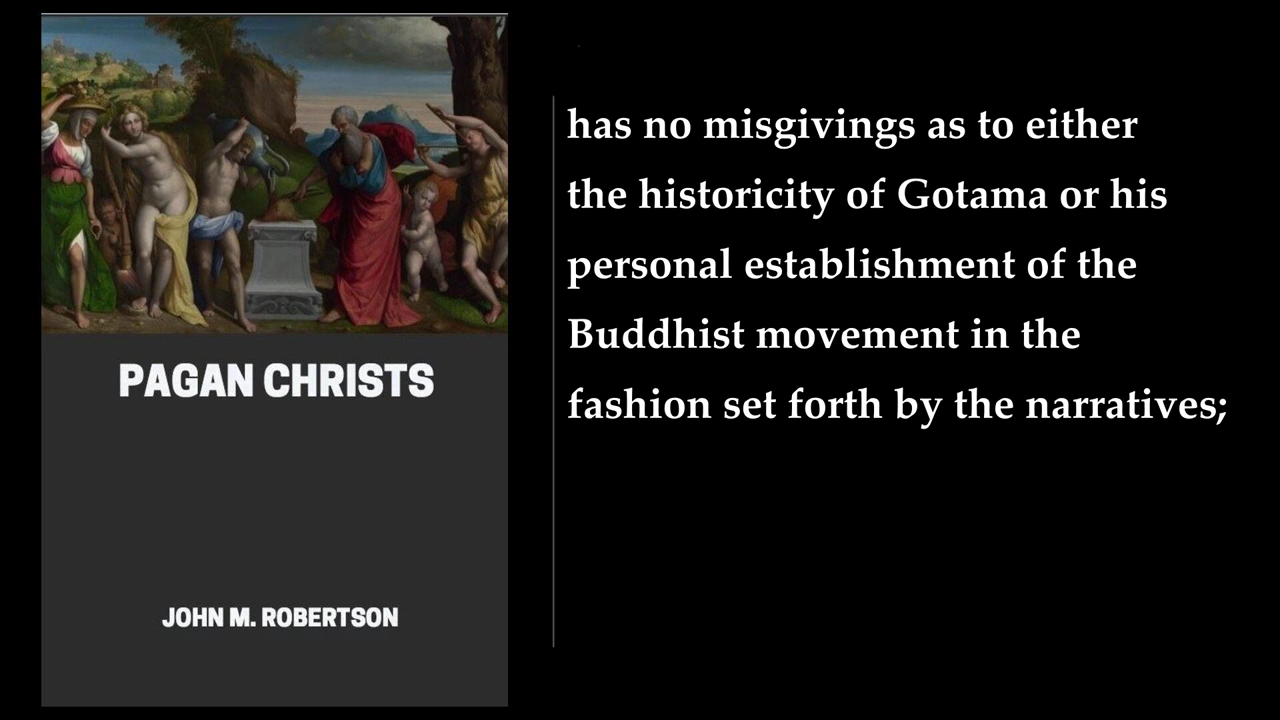 PAGAN CHRISTS
JOHN M. ROBERTSON
has no misgivings as to either
the historicity of Gotama or his
personal establishment of the
Buddhist movement in the
fashion set forth by the narratives;